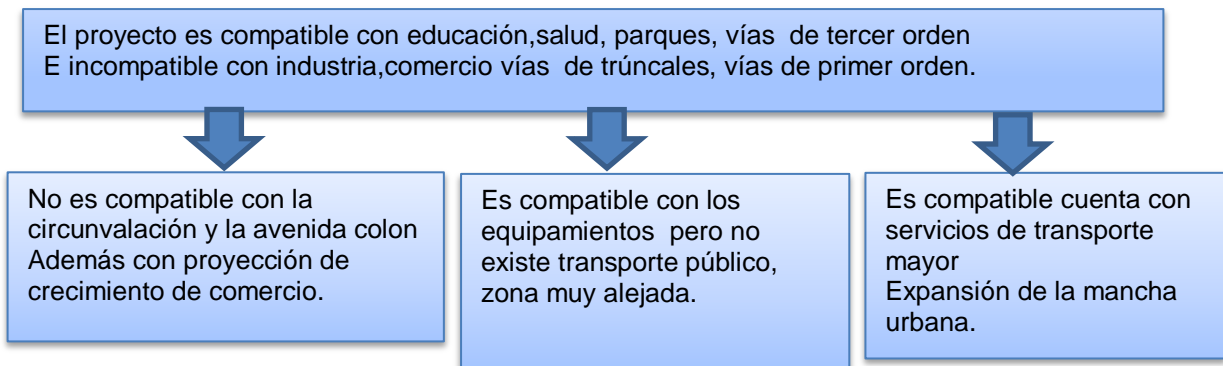 El proyecto es compatible con educación,salud, parques, vías de tercer orden
E incompatible con industria,comercio vías de trúncales, vías de primer orden.
No es compatible con la
circunvalación y la avenida colon
Además con proyección de
crecimiento de comercio.
Es compatible con los
equipamientos pero no
existe transporte público,
zona muy alejada.
Es compatible cuenta con
servicios de transporte
mayor
Expansión de la mancha
urbana.